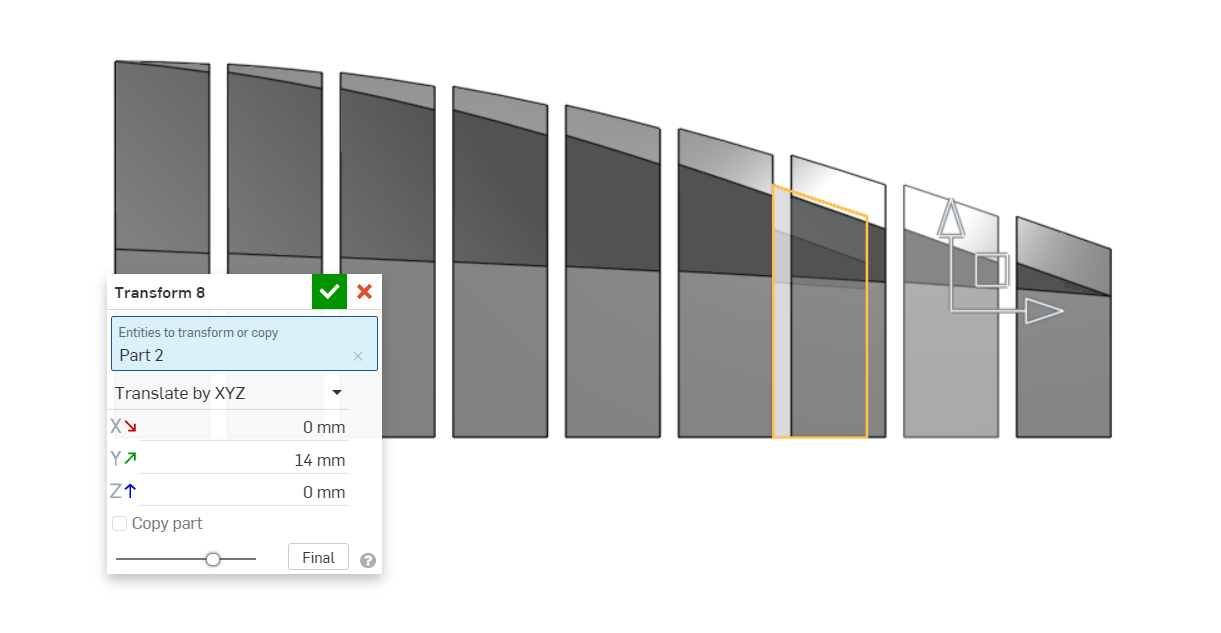 Transform 8
Entities to transform or copy
Part 2
Translate by XYZ
X 0 mm
Y 14 mm
Z 0 mm
Copy part
Final
?